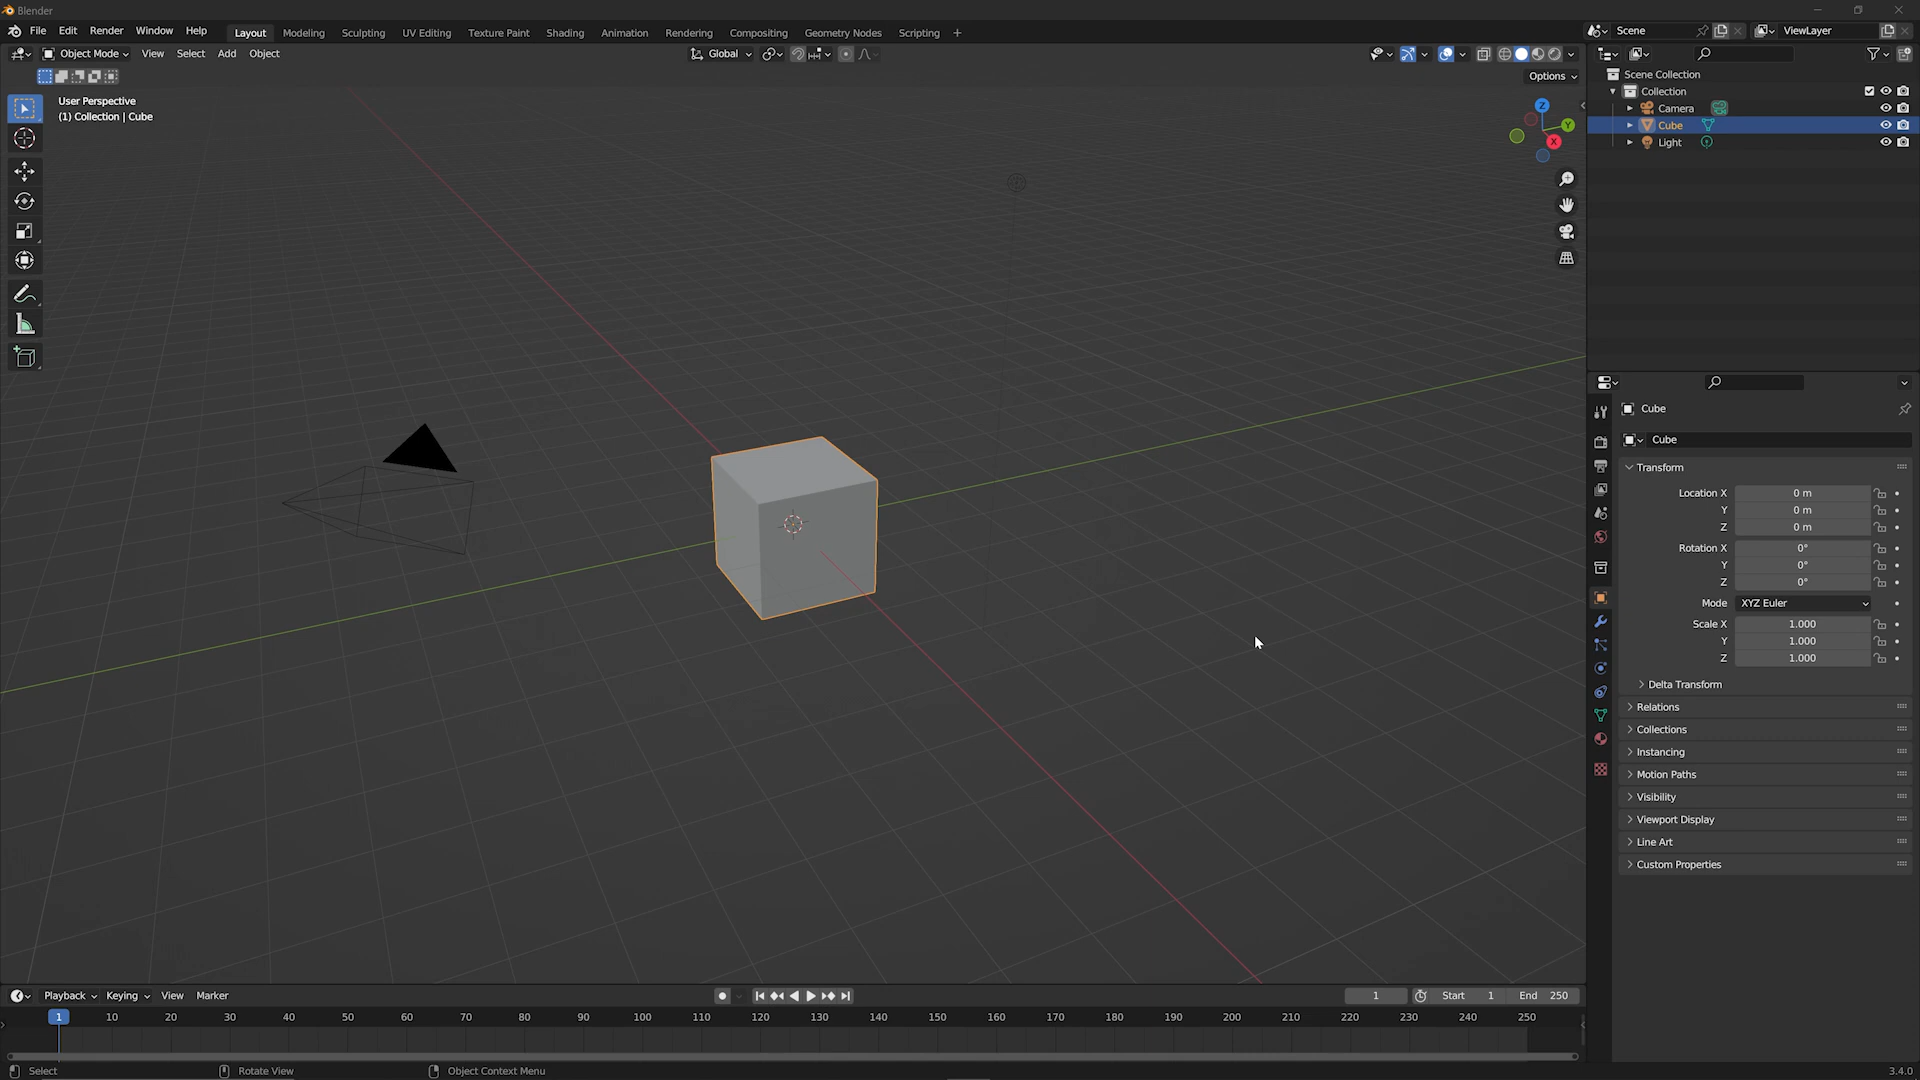 Blender
File Edit Render Window Help Layout Modeling Sculpting UV Editing Texture Paint Shading Animation Rendering Compositing Geometry Nodes Scripting + Scene ViewLayer
Object Mode View Select Add Object Global
Options
User Perspective
(1) Collection | Cube
Z
Y
X
Scene Collection
Collection
Camera
Cube
Light
Cube
Cube
Transform
Location X 0 m
Y 0 m
Z 0 m
Rotation X 0°
Y 0°
Z 0°
Mode XYZ Euler
Scale X 1.000
Y 1.000
Z 1.000
Delta Transform
Relations
Collections
Instancing
Motion Paths
Visibility
Viewport Display
Line Art
Custom Properties
Playback Keying View Marker 1 Start 1 End 250
1 10 20 30 40 50 60 70 80 90 100 110 120 130 140 150 160 170 180 190 200 210 220 230 240 250
Select Rotate View Object Context Menu 3.4.0